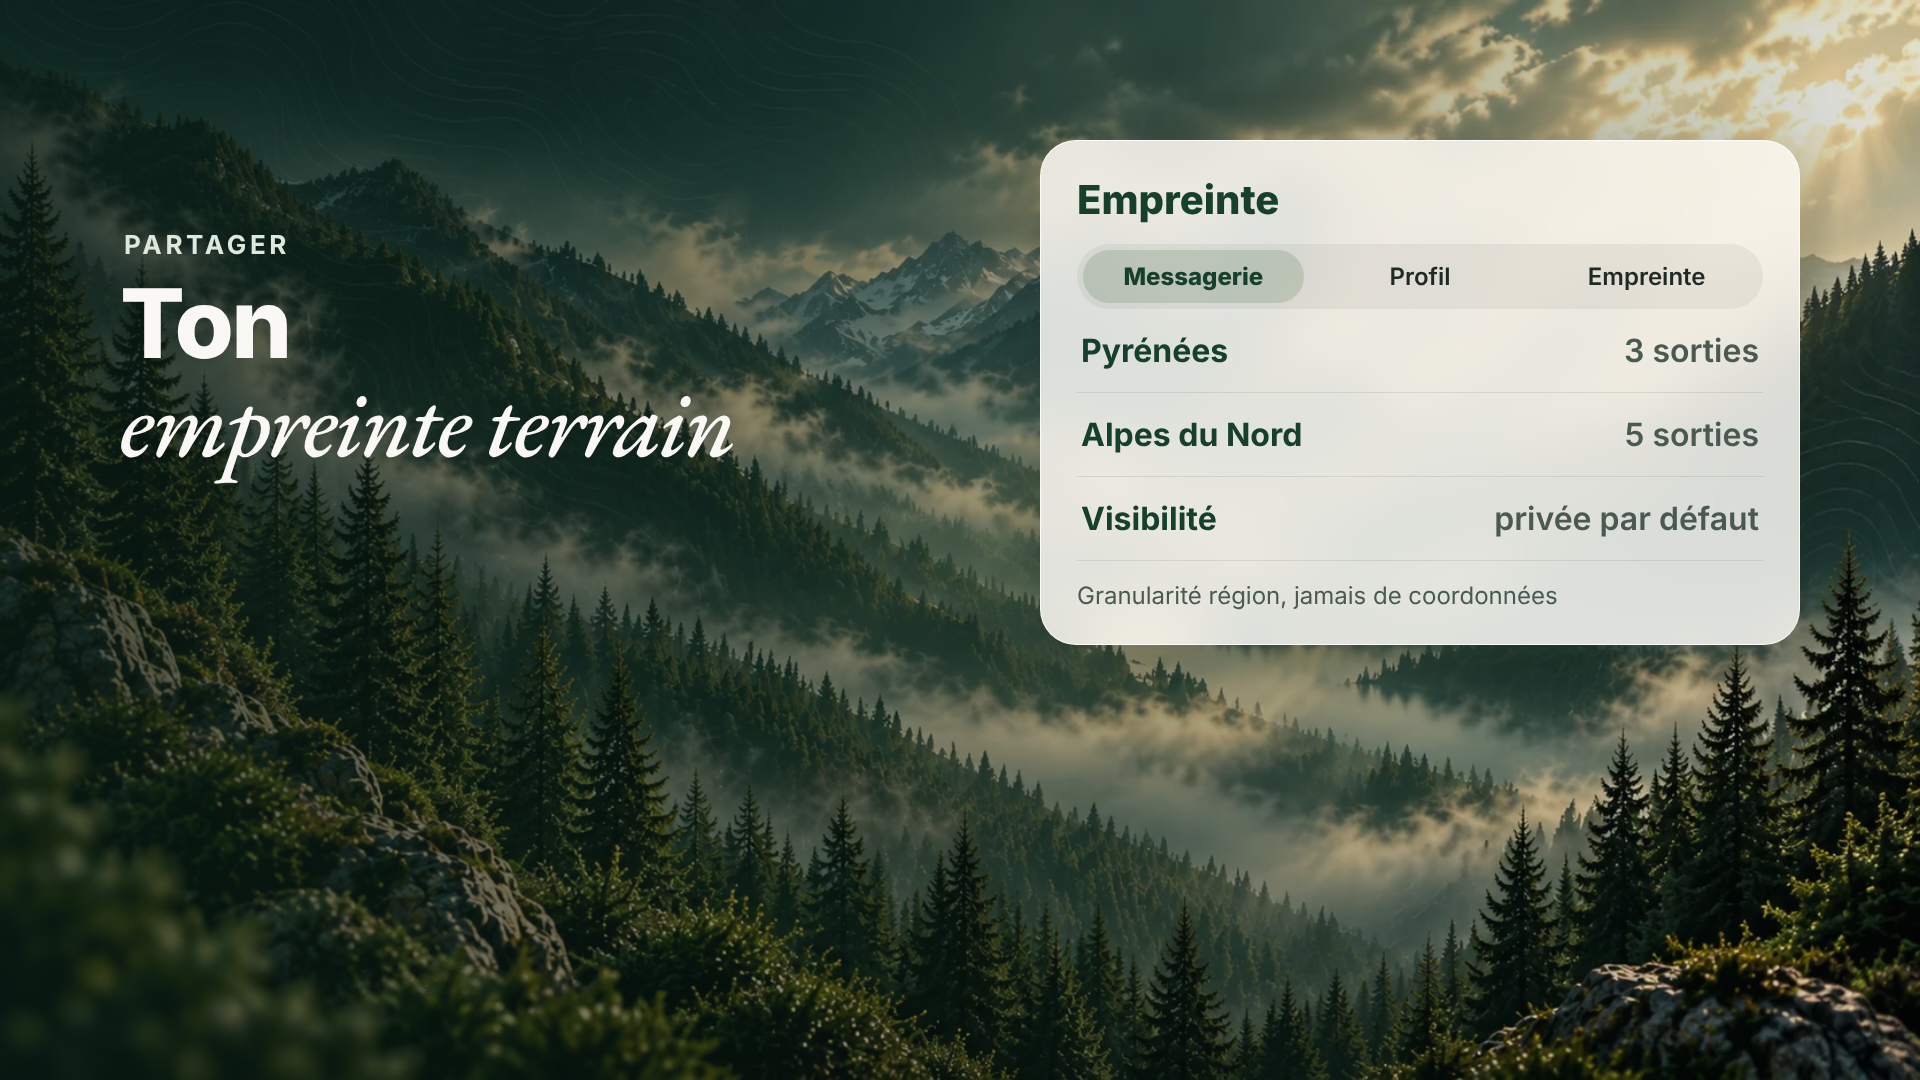 PARTAGER
Ton
empreinte terrain
Empreinte
Messagerie Profil Empreinte
Pyrénées 3 sorties
Alpes du Nord 5 sorties
Visibilité privée par défaut
Granularité région, jamais de coordonnées